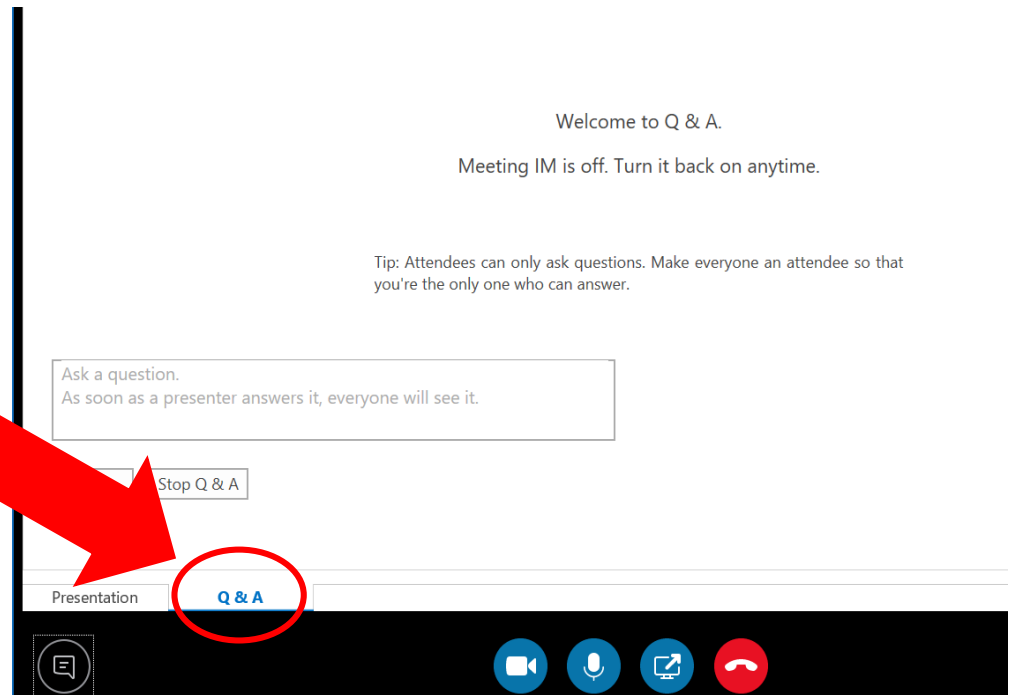 Welcome to Q & A.
Meeting IM is off. Turn it back on anytime.
Tip: Attendees can only ask questions. Make everyone an attendee so that
you're the only one who can answer.
Ask a question.
As soon as a presenter answers it, everyone will see it.
Stop Q & A
Presentation
Q & A